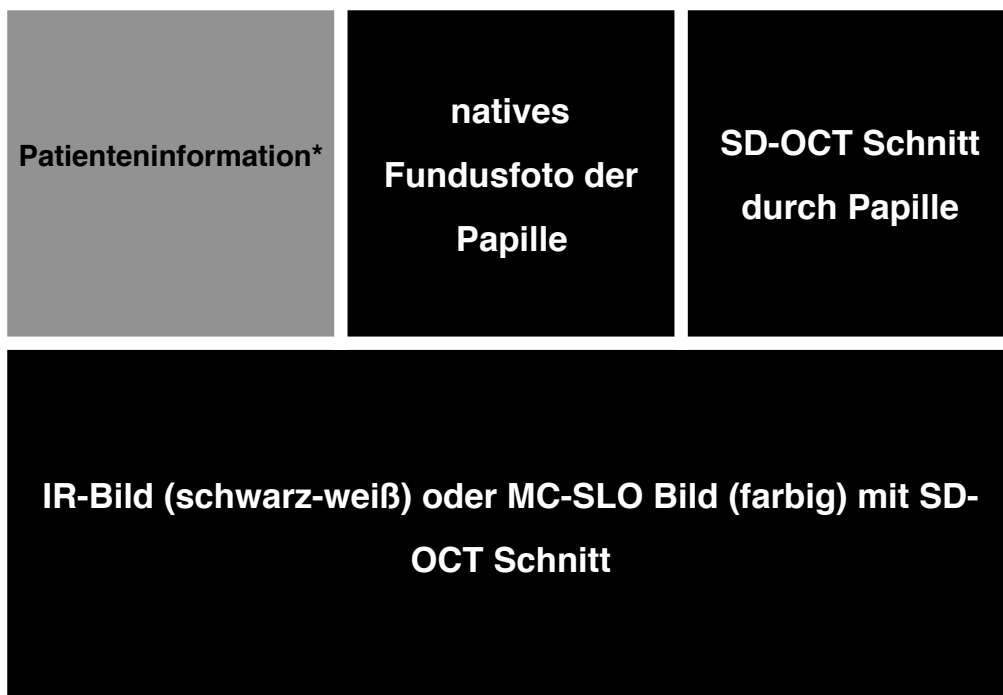 Patienteninformation*
natives
Fundusfoto der
Papille
SD-OCT Schnitt
durch Papille
IR-Bild (schwarz-weiß) oder MC-SLO Bild (farbig) mit SD-
OCT Schnitt